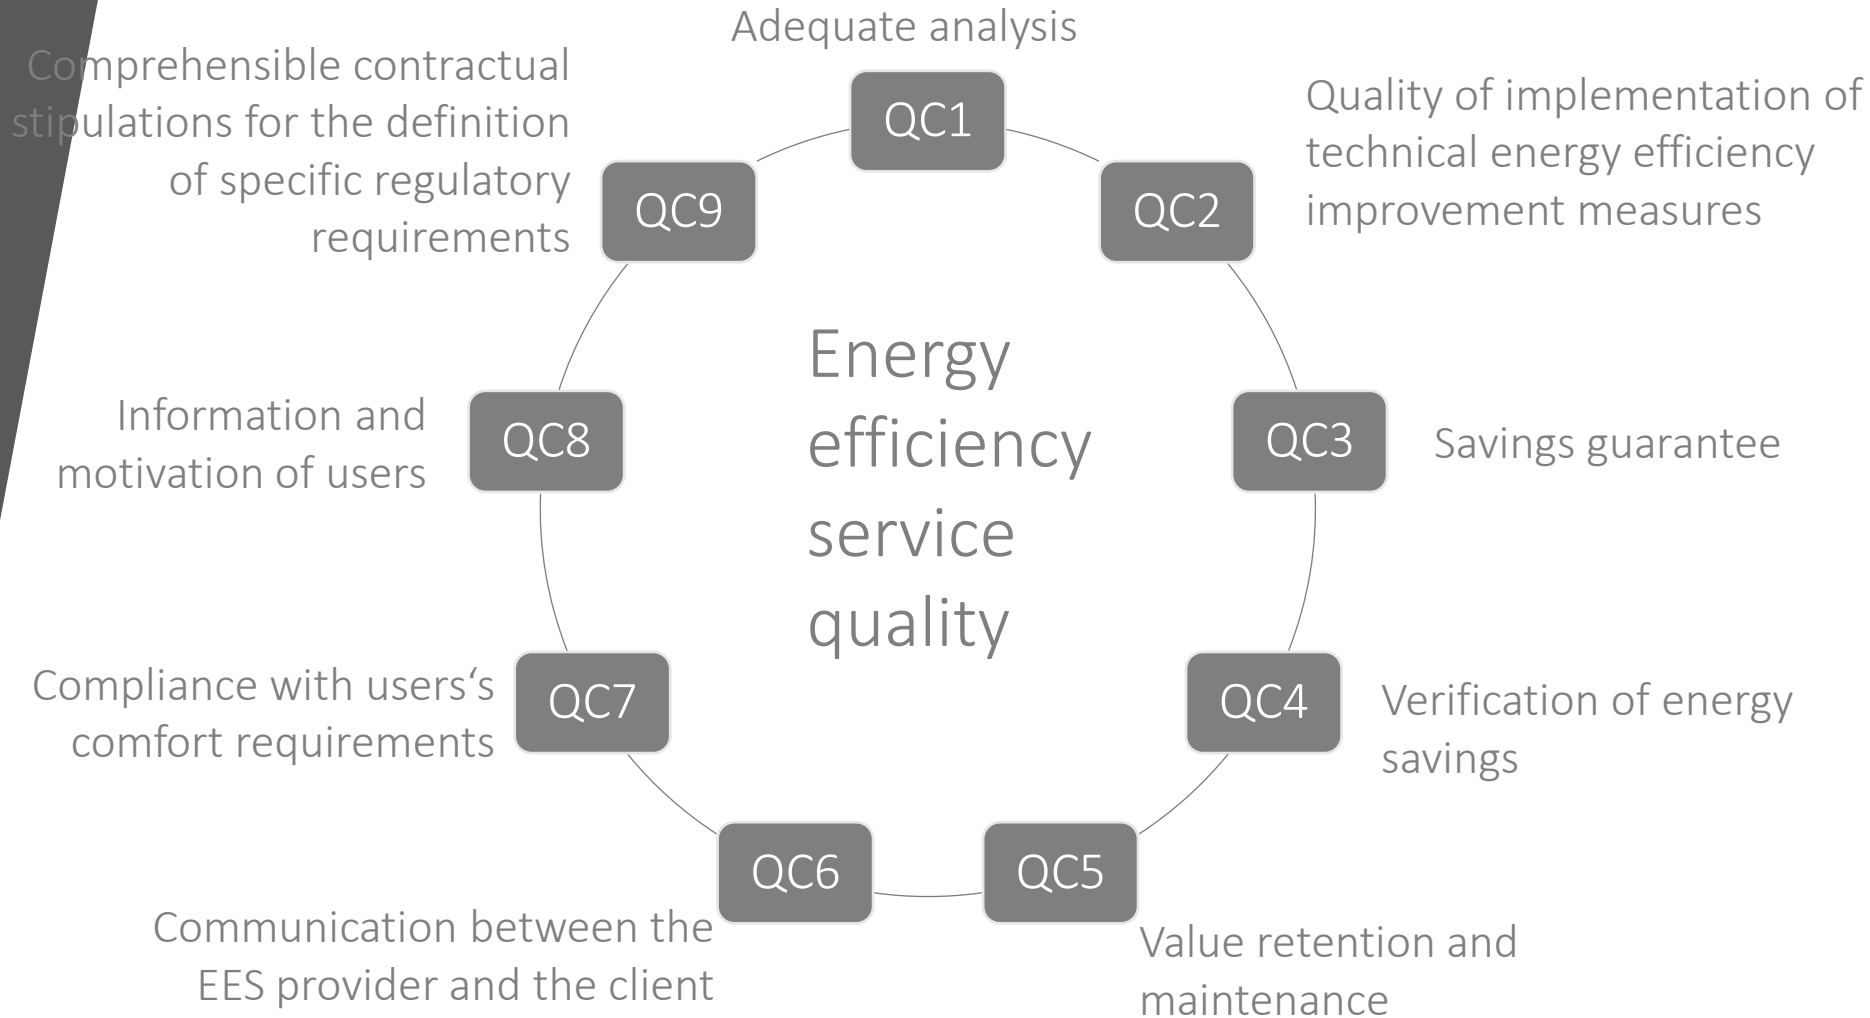 Adequate analysis
QC1
Quality of implementation of
technical energy efficiency
improvement measures
QC2
Savings guarantee
QC3
Verification of energy
savings
QC4
Value retention and
maintenance
QC5
Communication between the
EES provider and the client
QC6
Compliance with users‘s
comfort requirements
QC7
Information and
motivation of users
QC8
Comprehensible contractual
stipulations for the definition
of specific regulatory
requirements
QC9
Energy
efficiency
service
quality